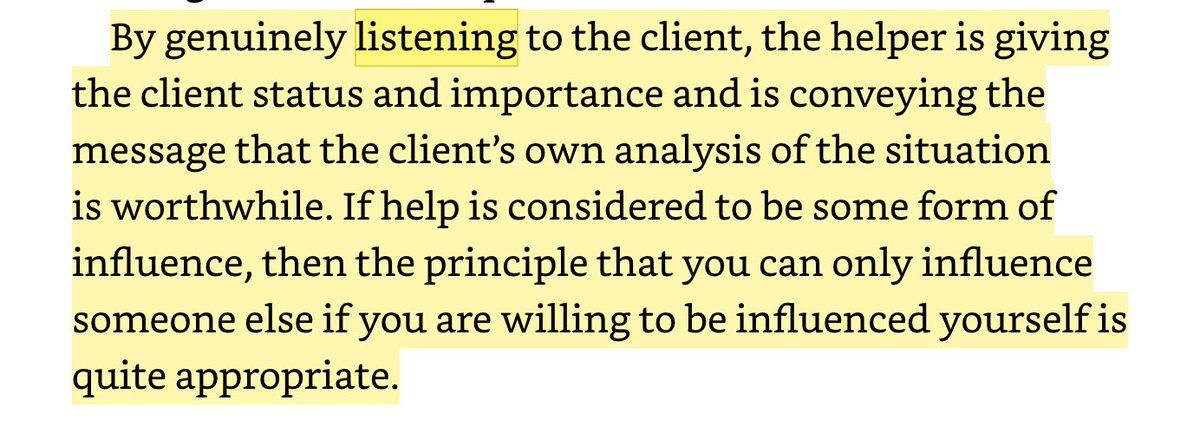 By genuinely listening to the client, the helper is giving
the client status and importance and is conveying the
message that the client’s own analysis of the situation
is worthwhile. If help is considered to be some form of
influence, then the principle that you can only influence
someone else if you are willing to be influenced yourself is
quite appropriate.